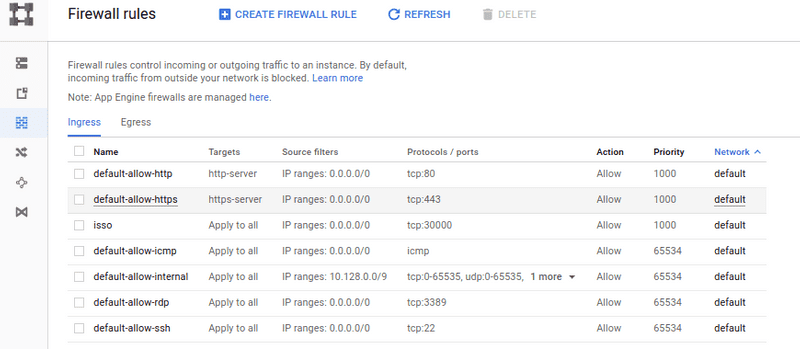 Firewall rules CREATE FIREWALL RULE REFRESH DELETE
Firewall rules control incoming or outgoing traffic to an instance. By default,
incoming traffic from outside your network is blocked. Learn more
Note: App Engine firewalls are managed here.
Ingress Egress
Name Targets Source filters Protocols / ports Action Priority Network
default-allow-http http-server IP ranges: 0.0.0.0/0 tcp:80 Allow 1000 default
default-allow-https https-server IP ranges: 0.0.0.0/0 tcp:443 Allow 1000 default
isso Apply to all IP ranges: 0.0.0.0/0 tcp:30000 Allow 1000 default
default-allow-icmp Apply to all IP ranges: 0.0.0.0/0 icmp Allow 65534 default
default-allow-internal Apply to all IP ranges: 10.128.0.0/9 tcp:0-65535, udp:0-65535, 1 more Allow 65534 default
default-allow-rdp Apply to all IP ranges: 0.0.0.0/0 tcp:3389 Allow 65534 default
default-allow-ssh Apply to all IP ranges: 0.0.0.0/0 tcp:22 Allow 65534 default